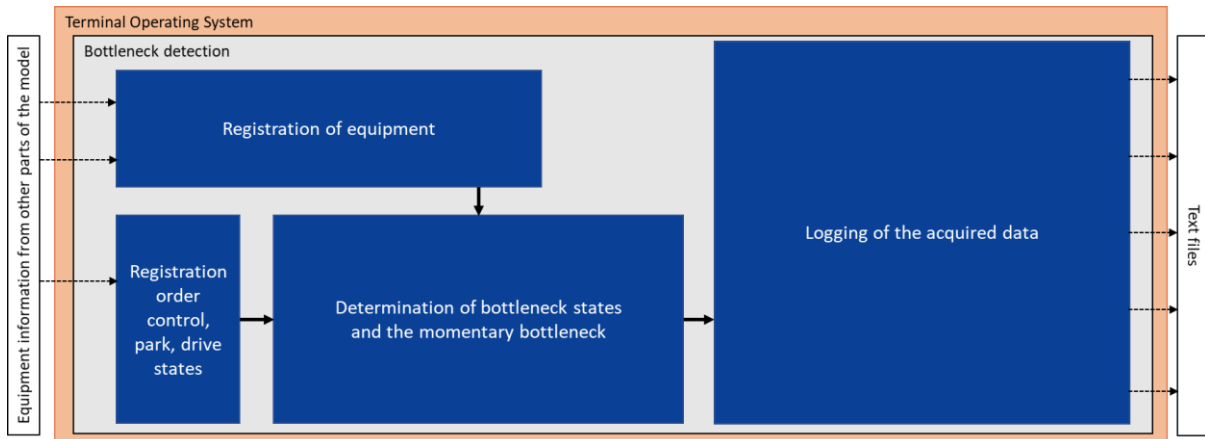 Terminal Operating System
Equipment information from other parts of the model
Bottleneck detection
Registration of equipment
Registration
order
control,
park, drive
states
Determination of bottleneck states
and the momentary bottleneck
Logging of the acquired data
Text files